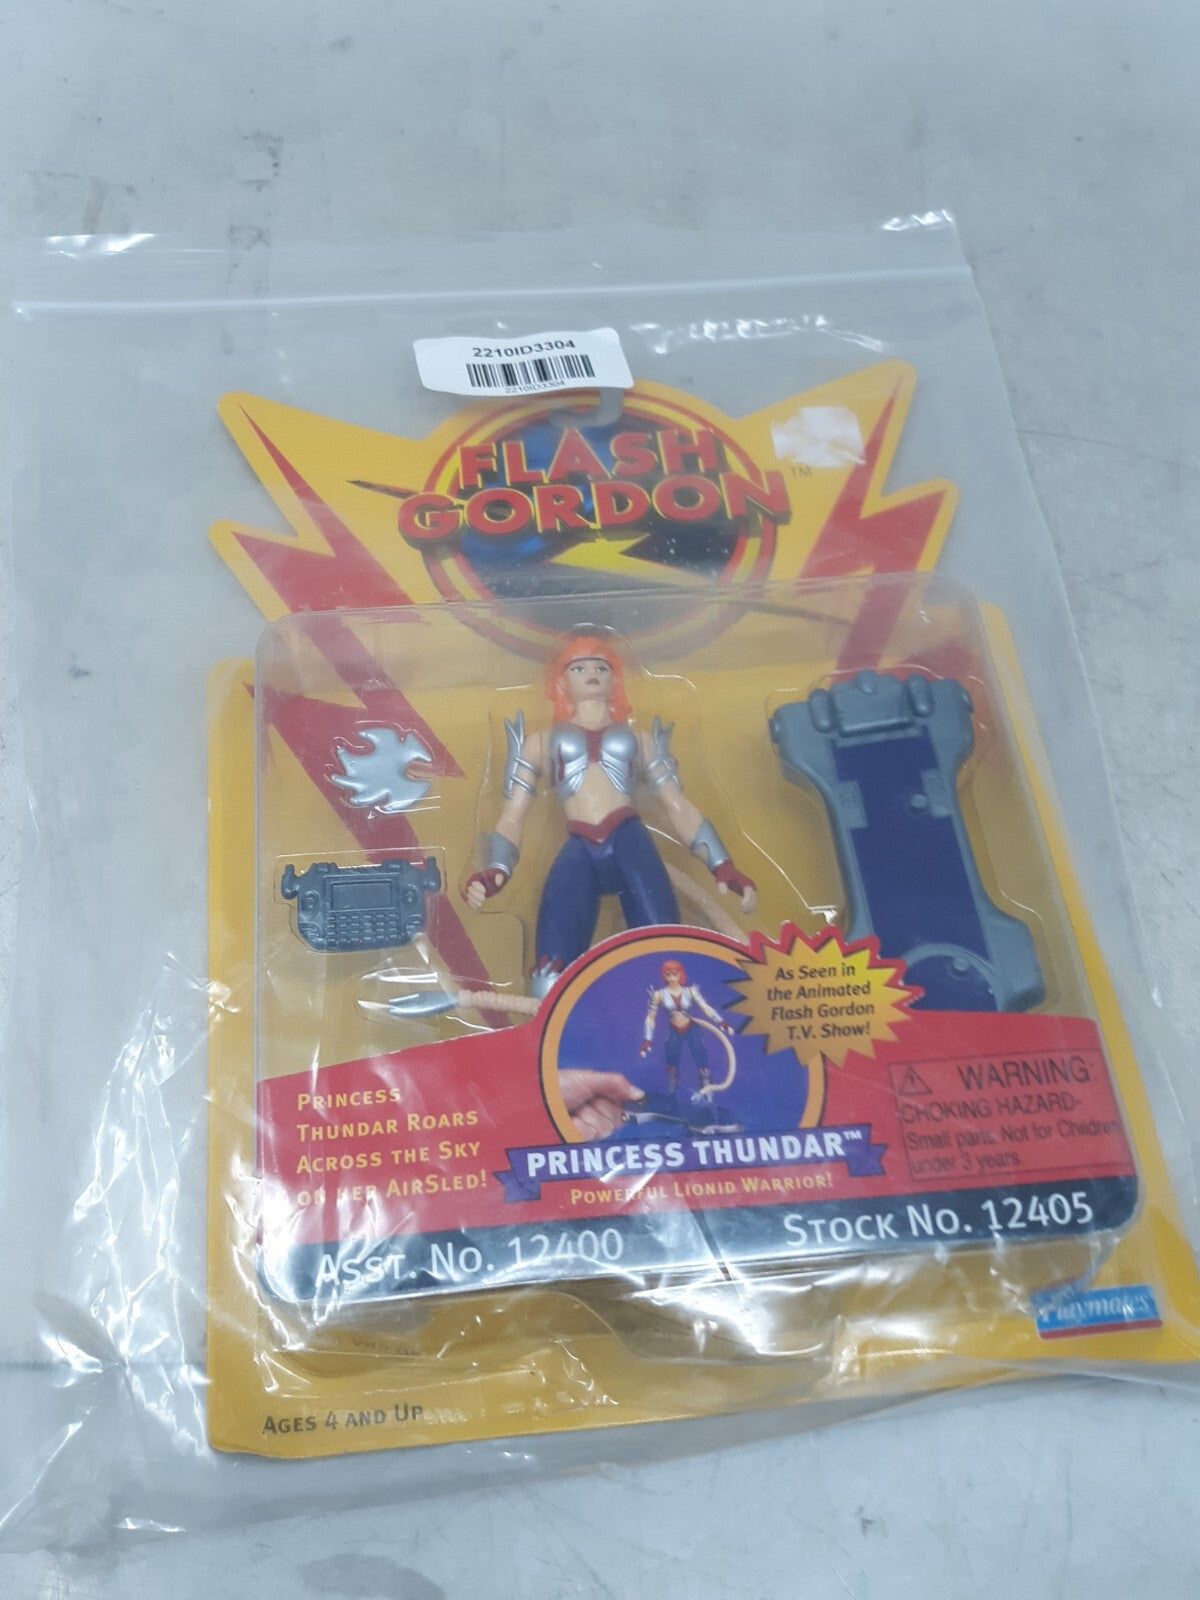 2210ID3304
2210ID3304
FLASH
GORDON
TM
As Seen in
the Animated
Flash Gordon
T.V. Show!
PRINCESS
THUNDAR ROARS
ACROSS THE SKY
ON HER AIRSLED!
PRINCESS THUNDAR™
POWERFUL LIONID WARRIOR!
WARNING:
CHOKING HAZARD-
Small parts. Not for Children
under 3 years.
ASST. NO. 12400
STOCK NO. 12405
Playmates
AGES 4 AND UP